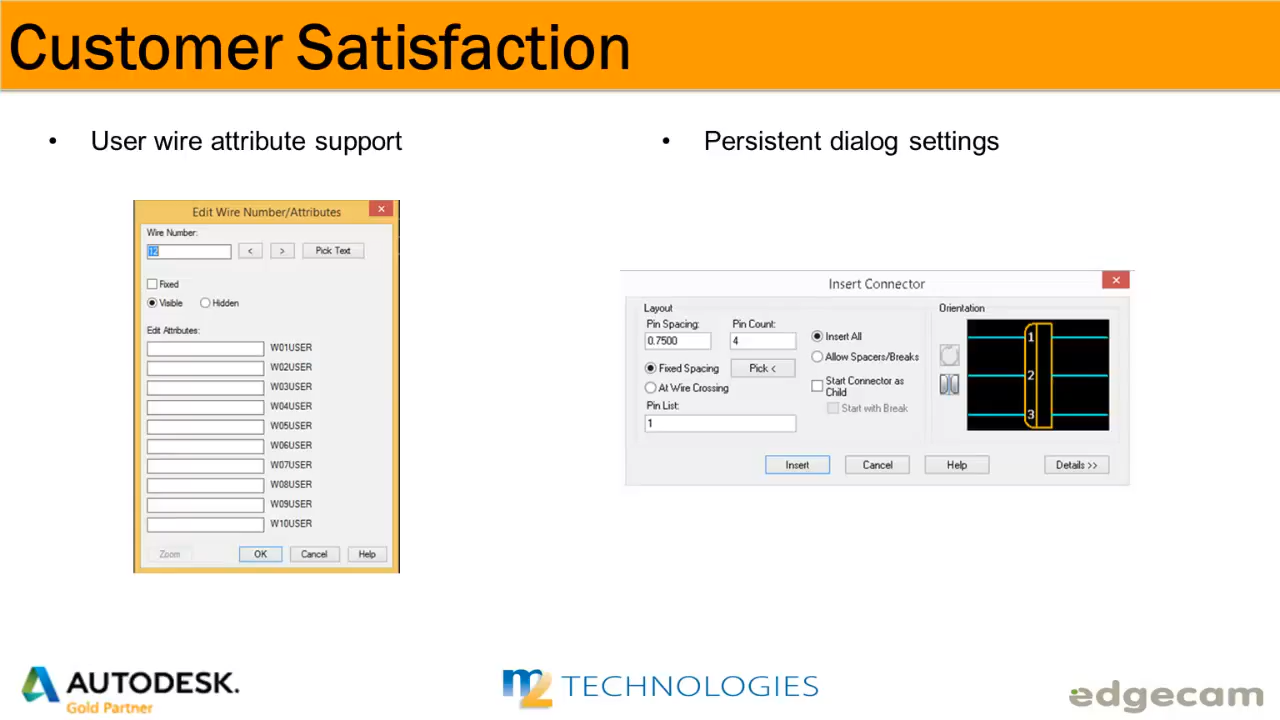 Customer Satisfaction
• User wire attribute support
Edit Wire Number/Attributes
Wire Number:
12
< > Pick Text
Fixed
Visible Hidden
Edit Attributes:
W01USER
W02USER
W03USER
W04USER
W05USER
W06USER
W07USER
W08USER
W09USER
W10USER
Zoom OK Cancel Help
• Persistent dialog settings
Insert Connector
Layout
Pin Spacing: Pin Count:
0.7500 4
Fixed Spacing Pick <
At Wire Crossing
Pin List:
1
Insert All
Allow Spacers/Breaks
Start Connector as
Child
Start with Break
Orientation
1
2
3
Insert Cancel Help Details >>
AUTODESK.
Gold Partner
m2 TECHNOLOGIES
edgecam